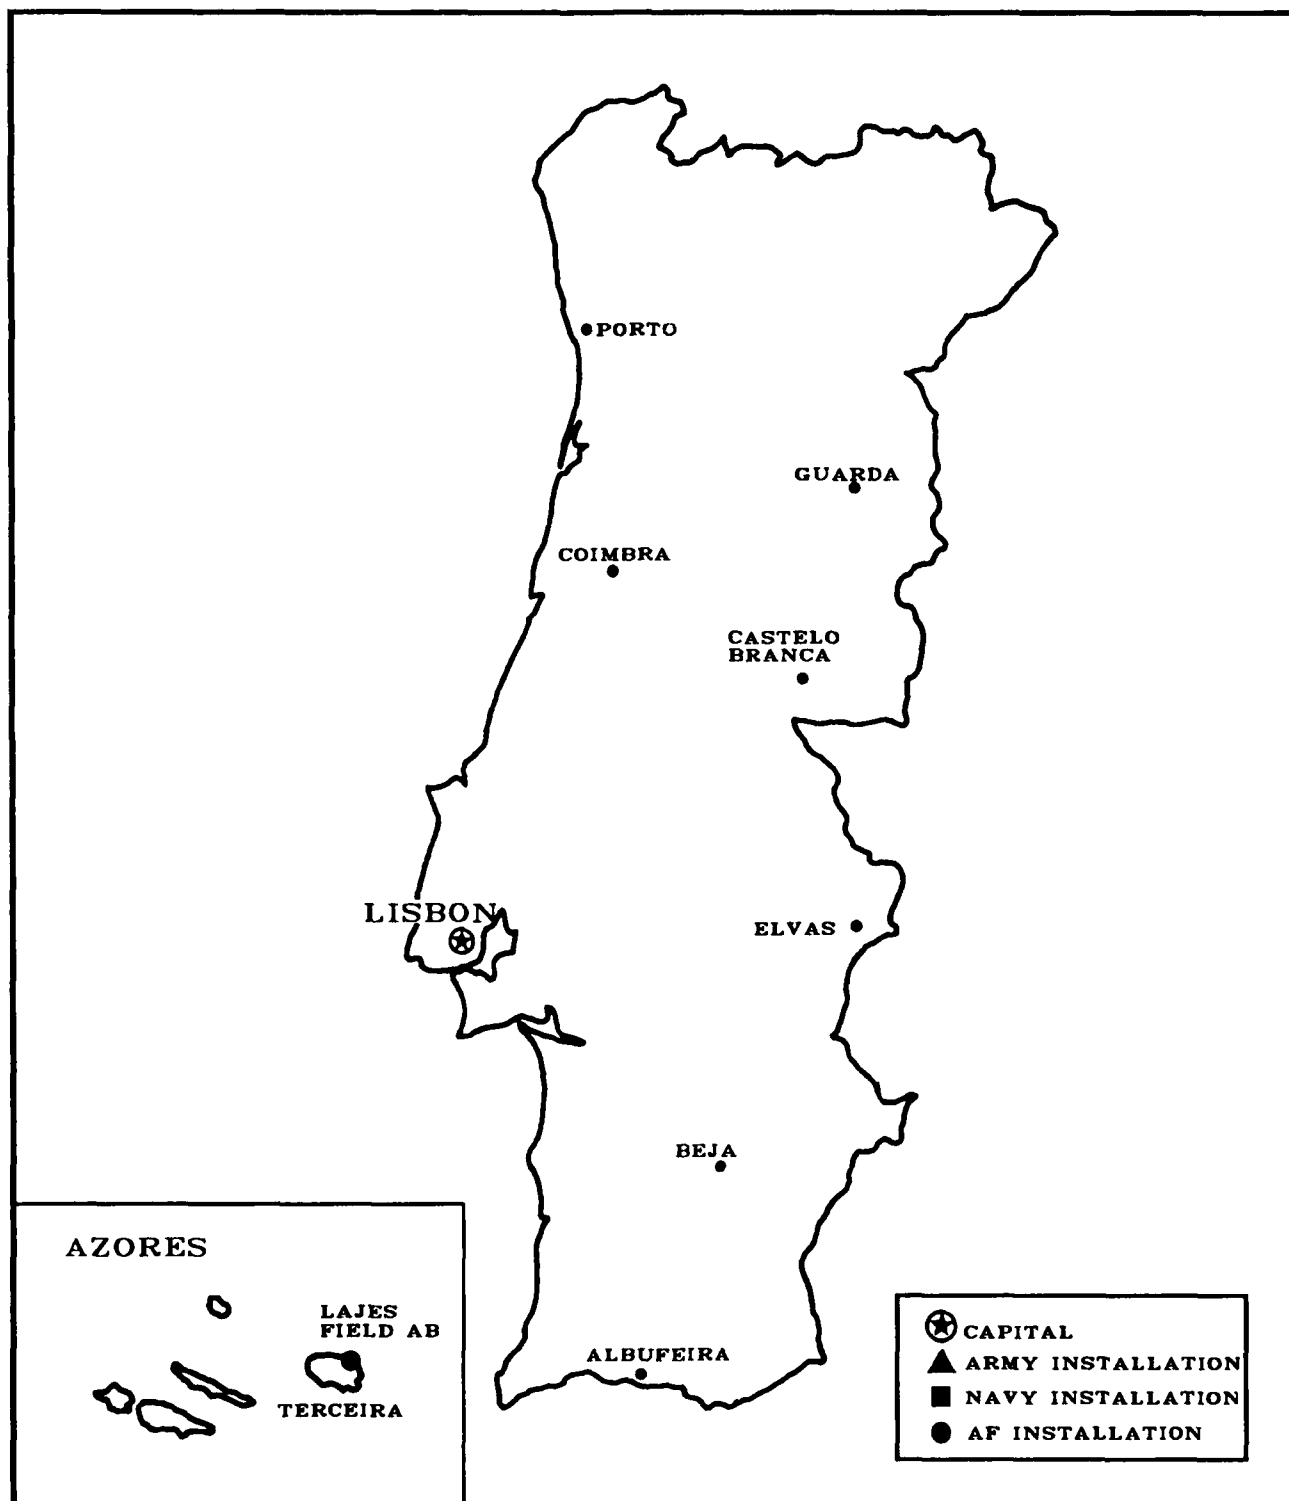 PORTO
GUARDA
COIMBRA
CASTELO
BRANCA
LISBON
ELVAS
BEJA
AZORES
LAJES
FIELD AB
TERCEIRA
ALBUFEIRA
CAPITAL
ARMY INSTALLATION
NAVY INSTALLATION
AF INSTALLATION